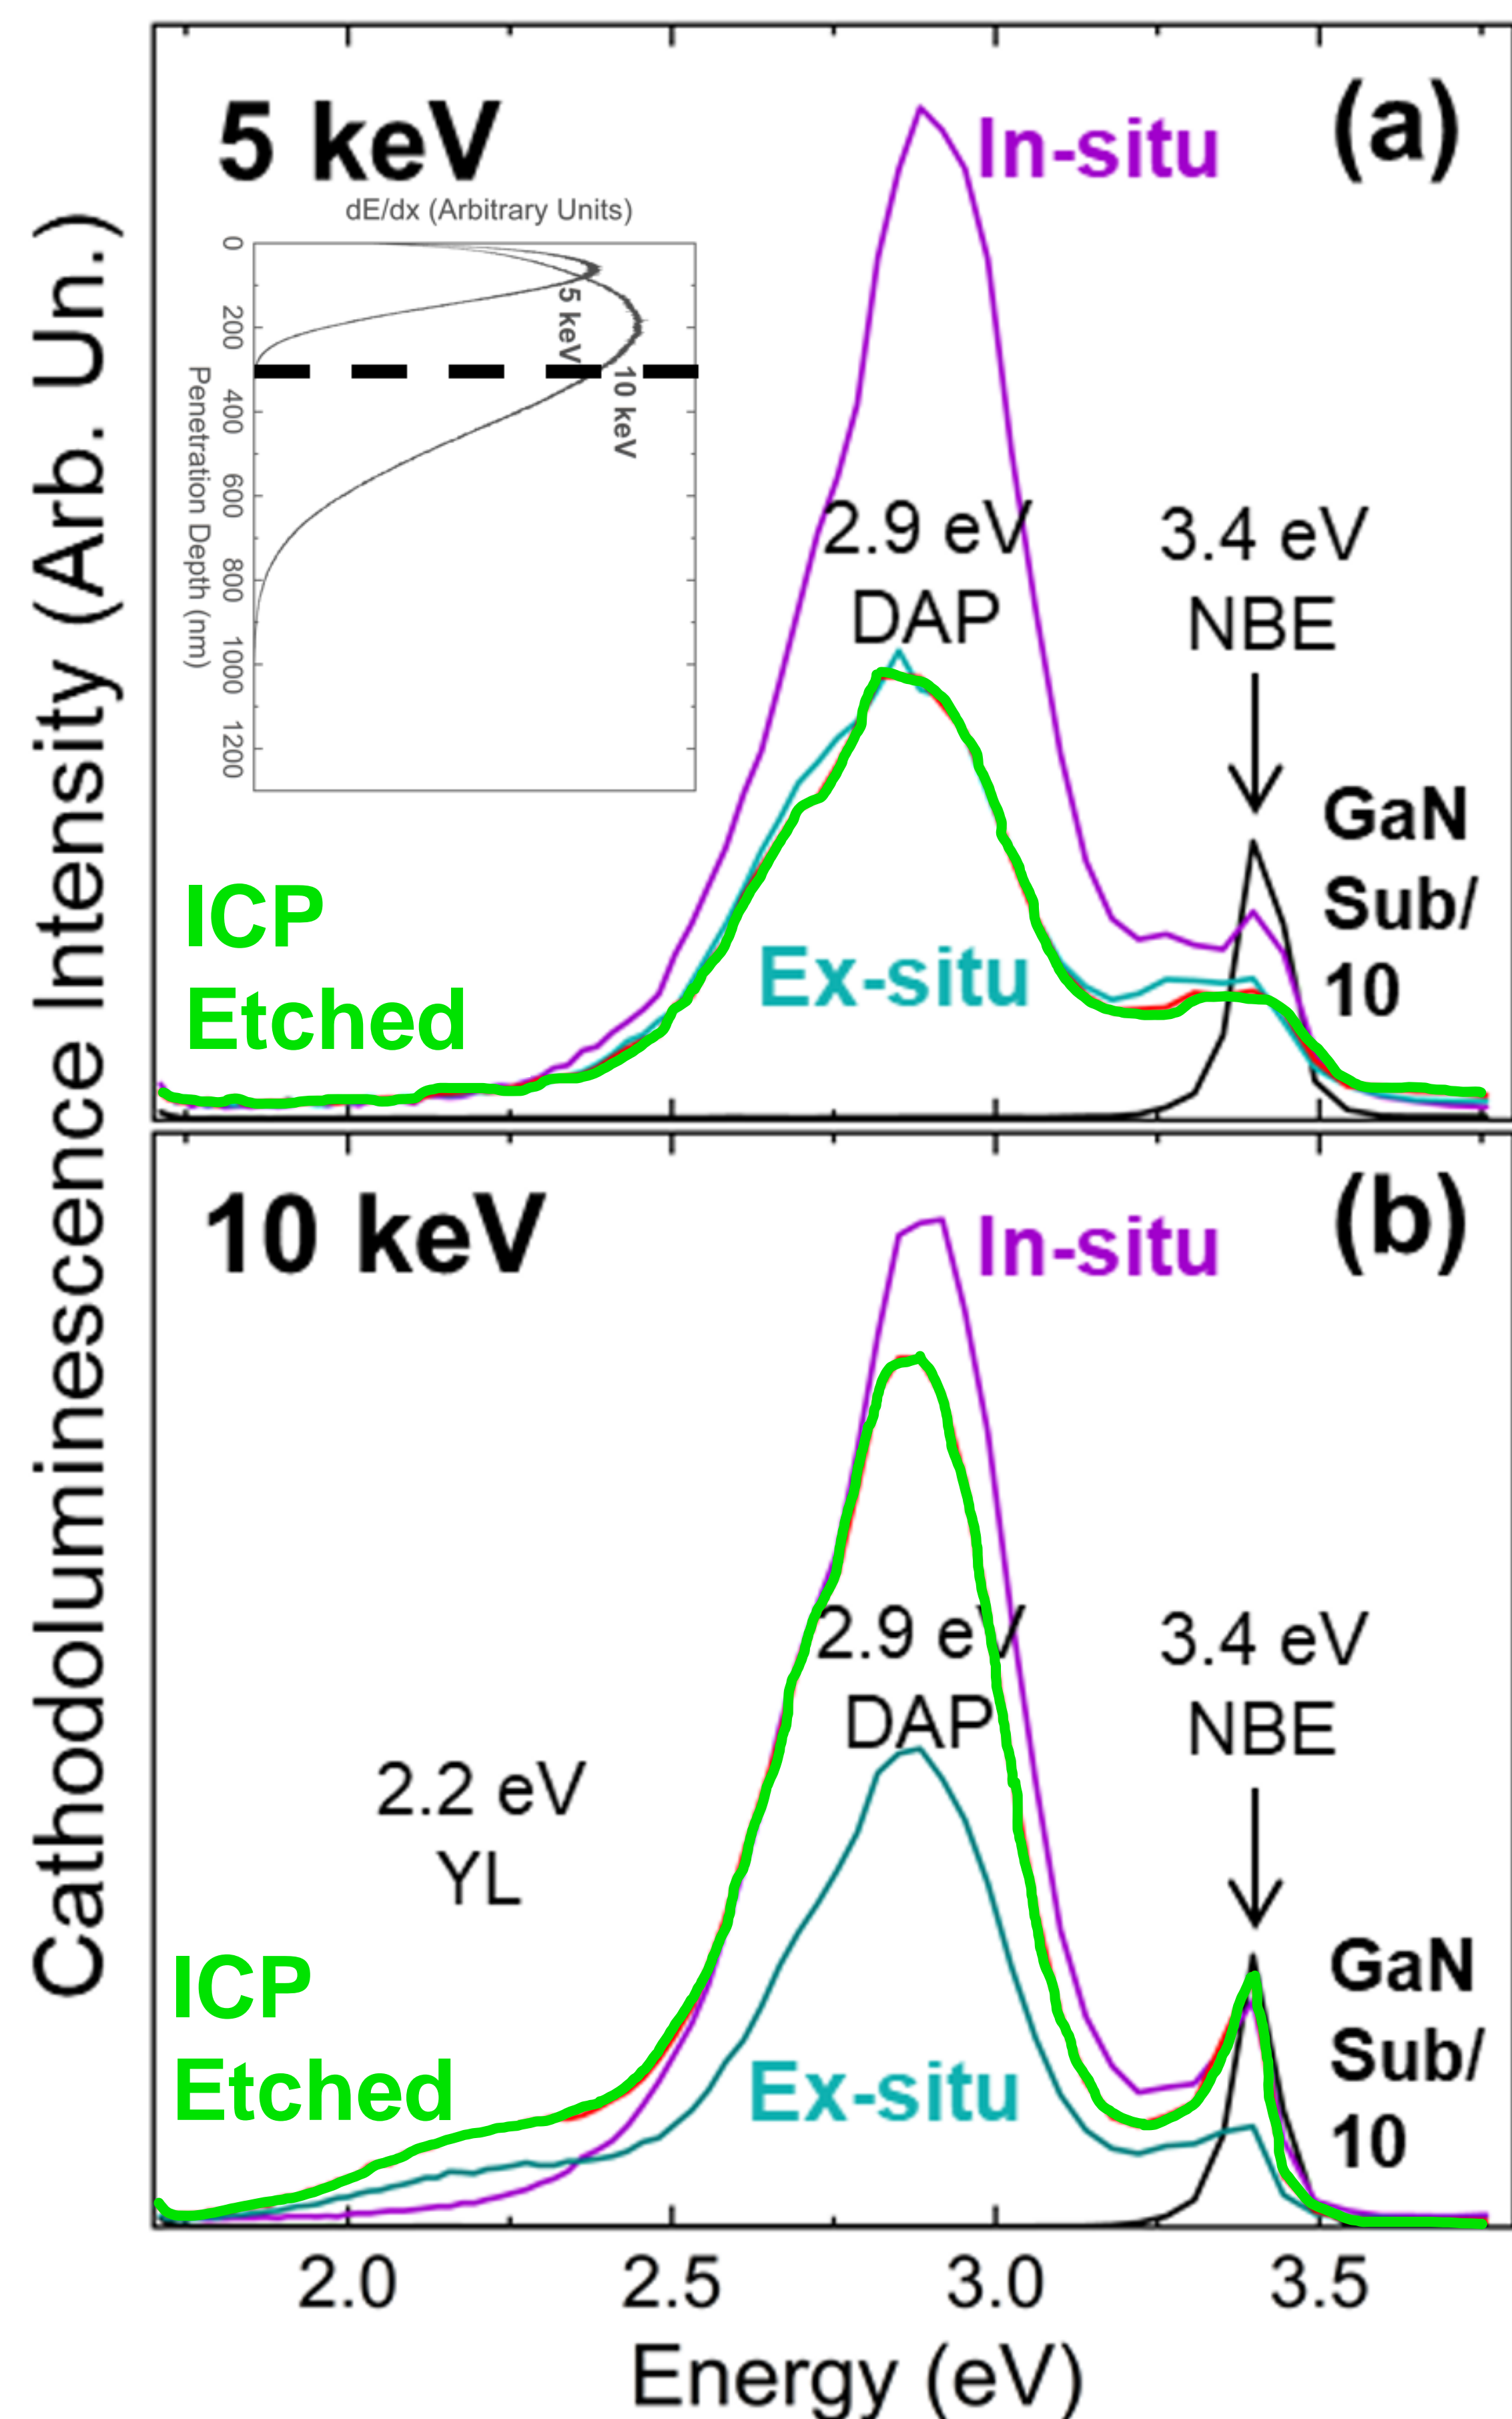 Cathodoluminescence Intensity (Arb. Un.)
5 keV
(a)
In-situ
dE/dx (Arbitrary Units)
0
200
400
600
800
1000
1200
Penetration Depth (nm)
5 keV
10 keV
2.9 eV
DAP
3.4 eV
NBE
GaN
Sub/
10
ICP
Etched
Ex-situ
10 keV
(b)
In-situ
2.9 eV
DAP
3.4 eV
NBE
2.2 eV
YL
ICP
Etched
Ex-situ
GaN
Sub/
10
2.0
2.5
3.0
3.5
Energy (eV)